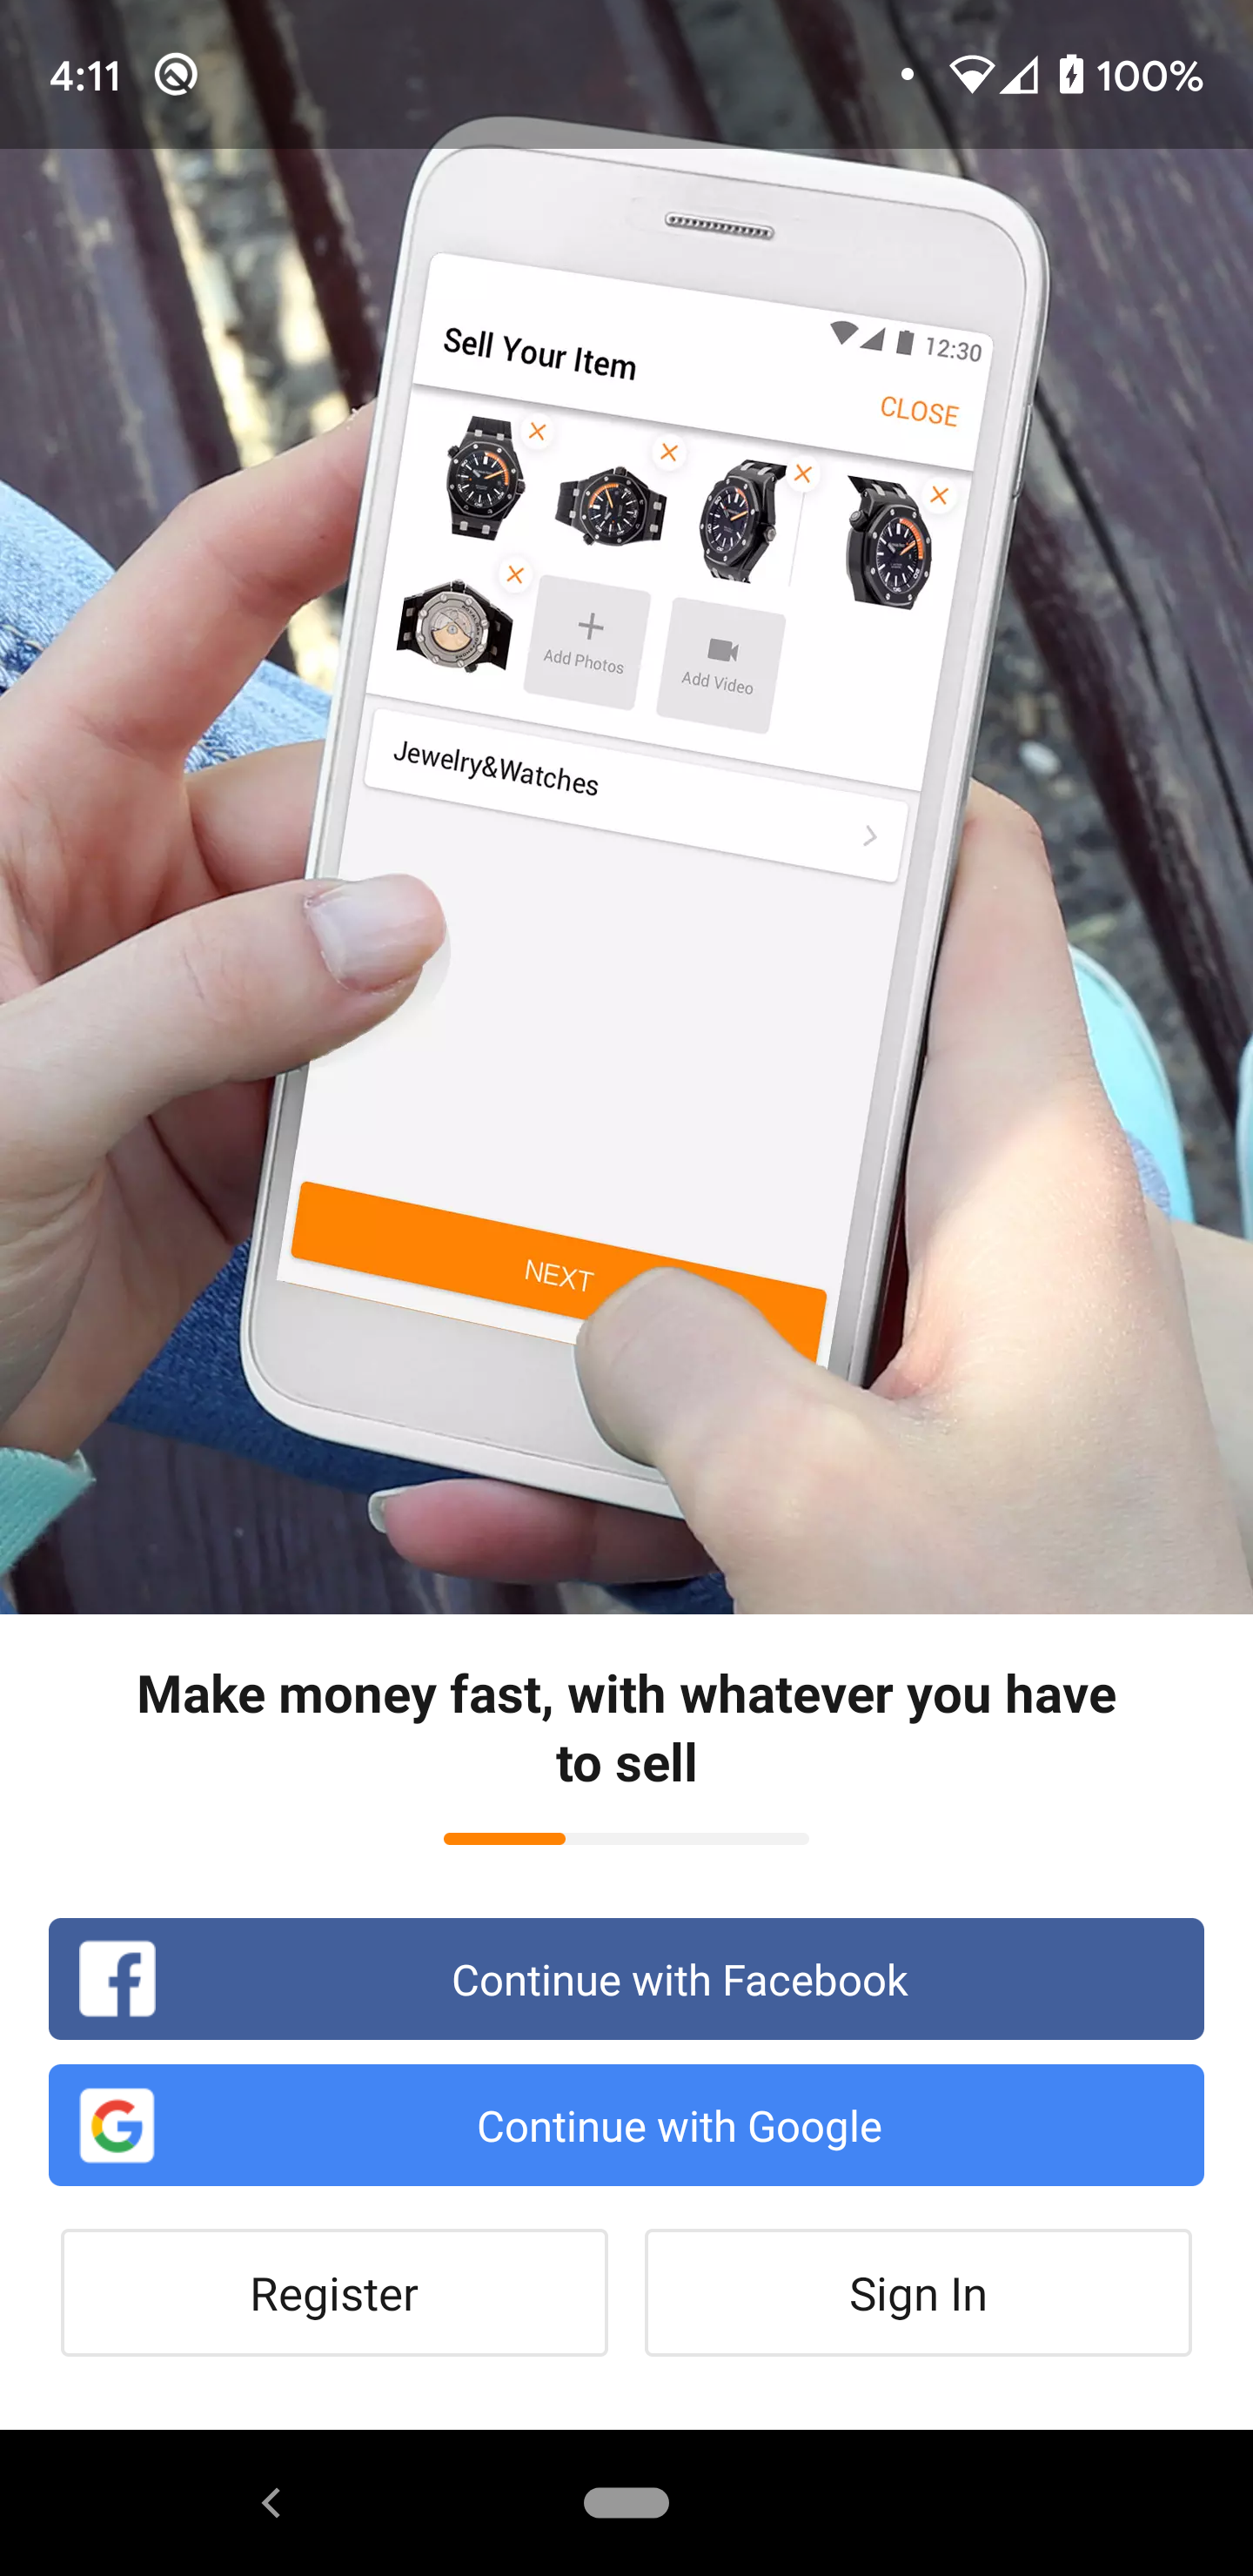 4:11
100%
12:30
Sell Your Item
CLOSE
Add Photos
Add Video
Jewelry&Watches
NEXT
Make money fast, with whatever you have
to sell
Continue with Facebook
Continue with Google
Register
Sign In